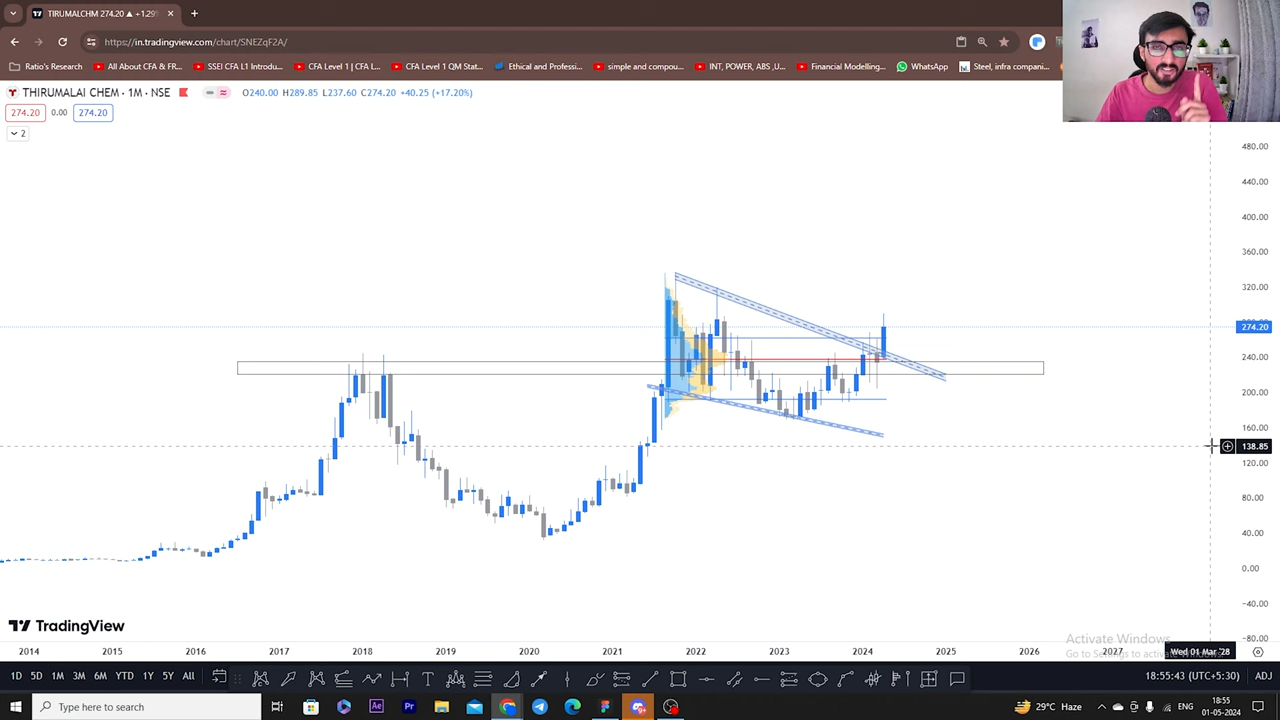 TIRUMALCHM 274.20 ▲ +1.29%
https://in.tradingview.com/chart/SNEZqF2A/
Ratio's Research All About CFA & FR... SSEI CFA L1 Introdu... CFA Level 1 | CFA L... CFA Level 1 QM Stat... Ethical and Professi... simple and compou... INT, POWER, ABS ,U... Financial Modelling... WhatsApp Steel, infra compani...
THIRUMALAI CHEM · 1M · NSE O240.00 H289.85 L237.60 C274.20 +40.25 (+17.20%)
274.20 0.00 274.20
2
480.00
440.00
400.00
360.00
320.00
274.20
240.00
200.00
160.00
138.85
120.00
80.00
40.00
0.00
−40.00
−80.00
TradingView
Activate Windows
Go to Settings to activate Windows.
2014 2015 2016 2017 2018 2019 2020 2021 2022 2023 2024 2025 2026 2027 Wed 01 Mar '28
1D 5D 1M 3M 6M YTD 1Y 5Y All 18:55:43 (UTC+5:30) ADJ
Type here to search
Ae
Pr
29°C Haze
ENG
18:55
01-05-2024